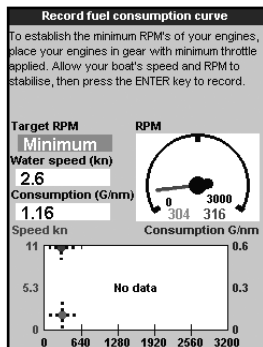 Record fuel consumption curve
To establish the minimum RPM's of your engines,
place your engines in gear with minimum throttle
applied. Allow your boat's speed and RPM to
stabilise, then press the ENTER key to record.
Target RPM
Minimum
Water speed (kn)
2.6
Consumption (G/nm)
1.16
RPM
0 3000
304 316
Speed kn Consumption G/nm
11 0.6
5.3 No data 0.3
0 0
0 640 1280 1920 2560 3200